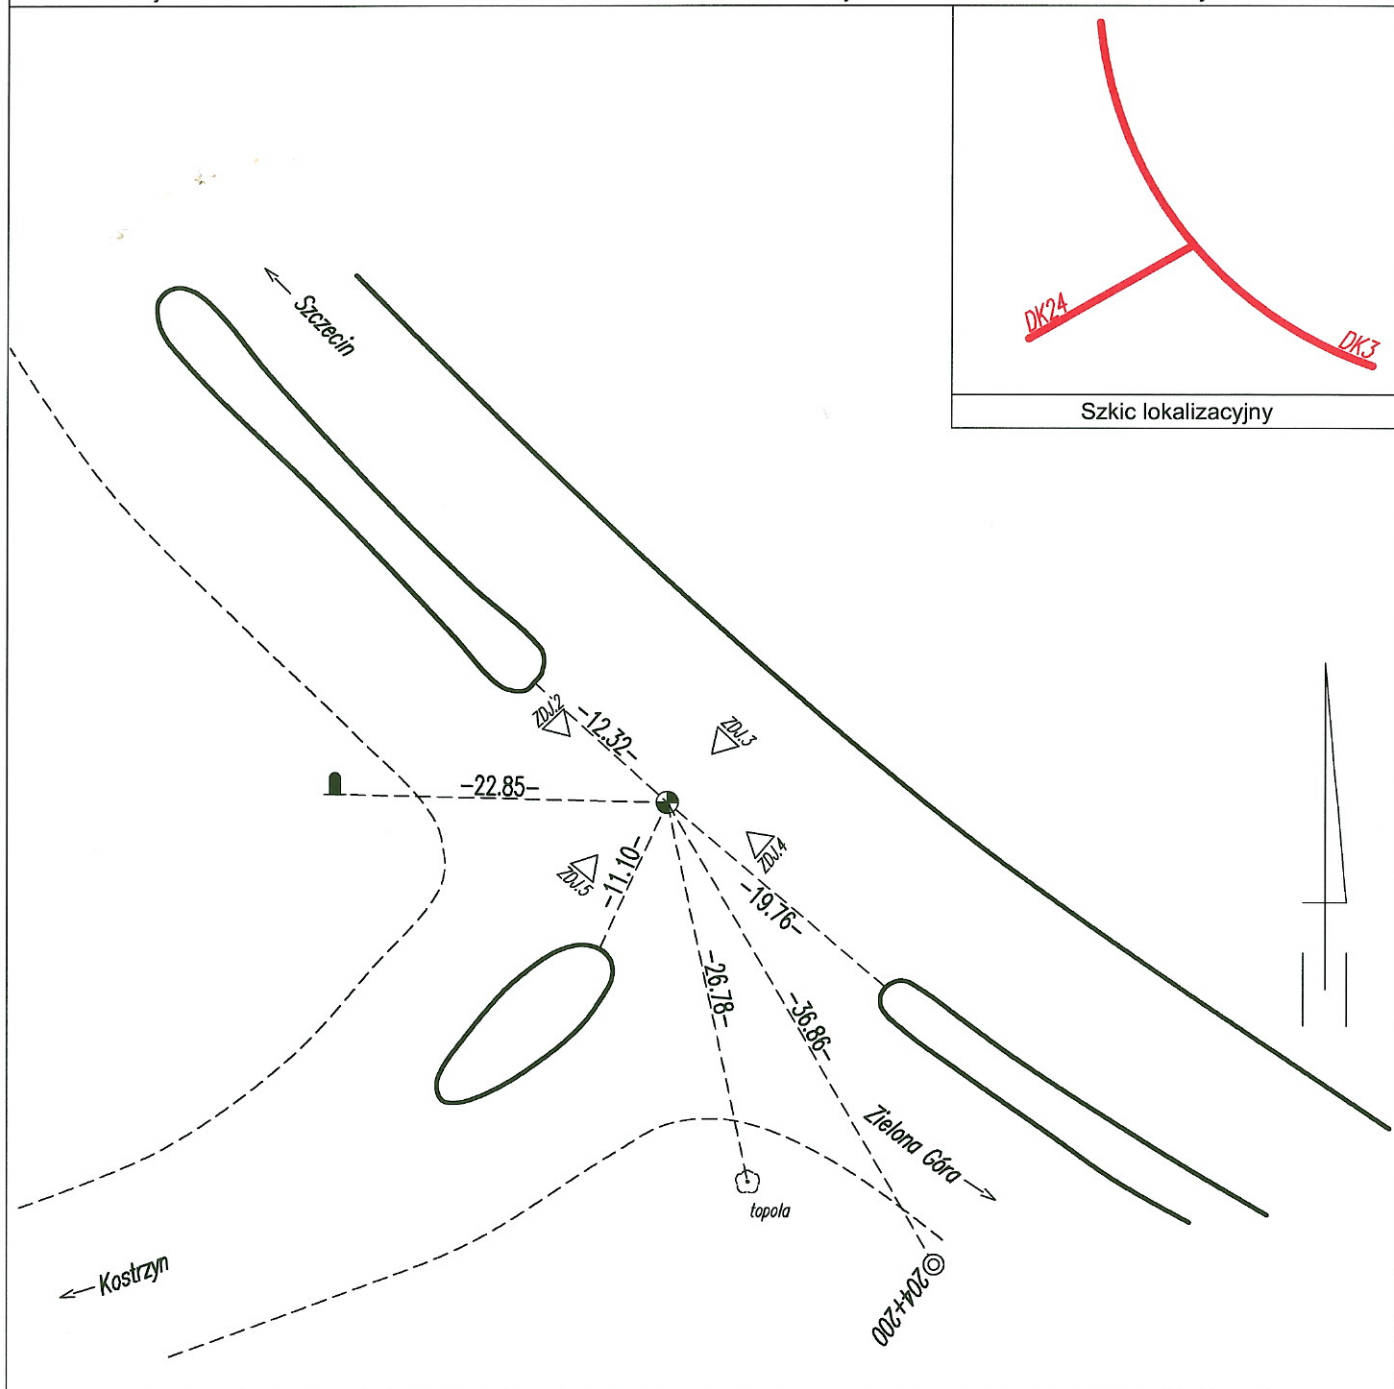 DK24
DK3
Szkic lokalizacyjny
Szczecin
ZDJ.2
-12.32-
ZDJ.3
-22.85-
ZDJ.4
-11.10-
ZDJ.5
-19.76-
-26.78-
-36.86-
Zielona Góra
topola
Kostrzyn
204+200